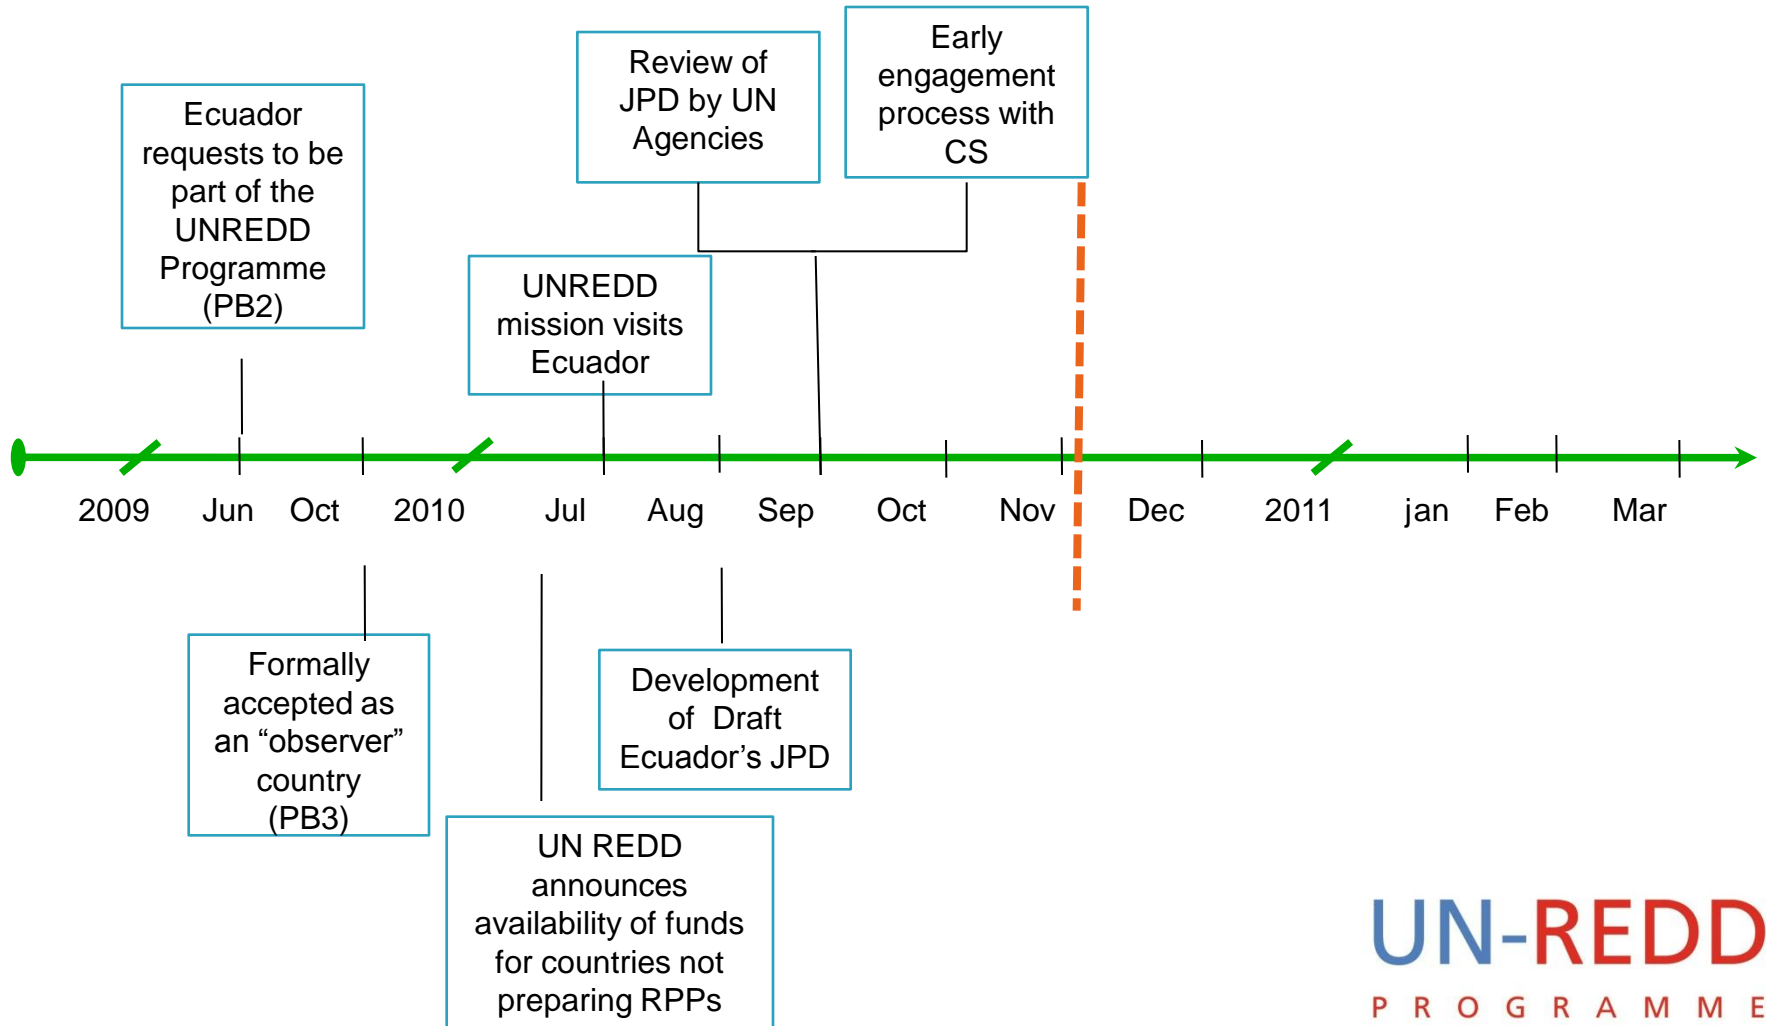 Ecuador
requests to be
part of the
UNREDD
Programme
(PB2)
Review of
JPD by UN
Agencies
Early
engagement
process with
CS
UNREDD
mission visits
Ecuador
2009 Jun Oct 2010 Jul Aug Sep Oct Nov Dec 2011 jan Feb Mar
Formally
accepted as
an “observer”
country
(PB3)
Development
of Draft
Ecuador’s JPD
UN REDD
announces
availability of funds
for countries not
preparing RPPs
UN-REDD
PROGRAMME